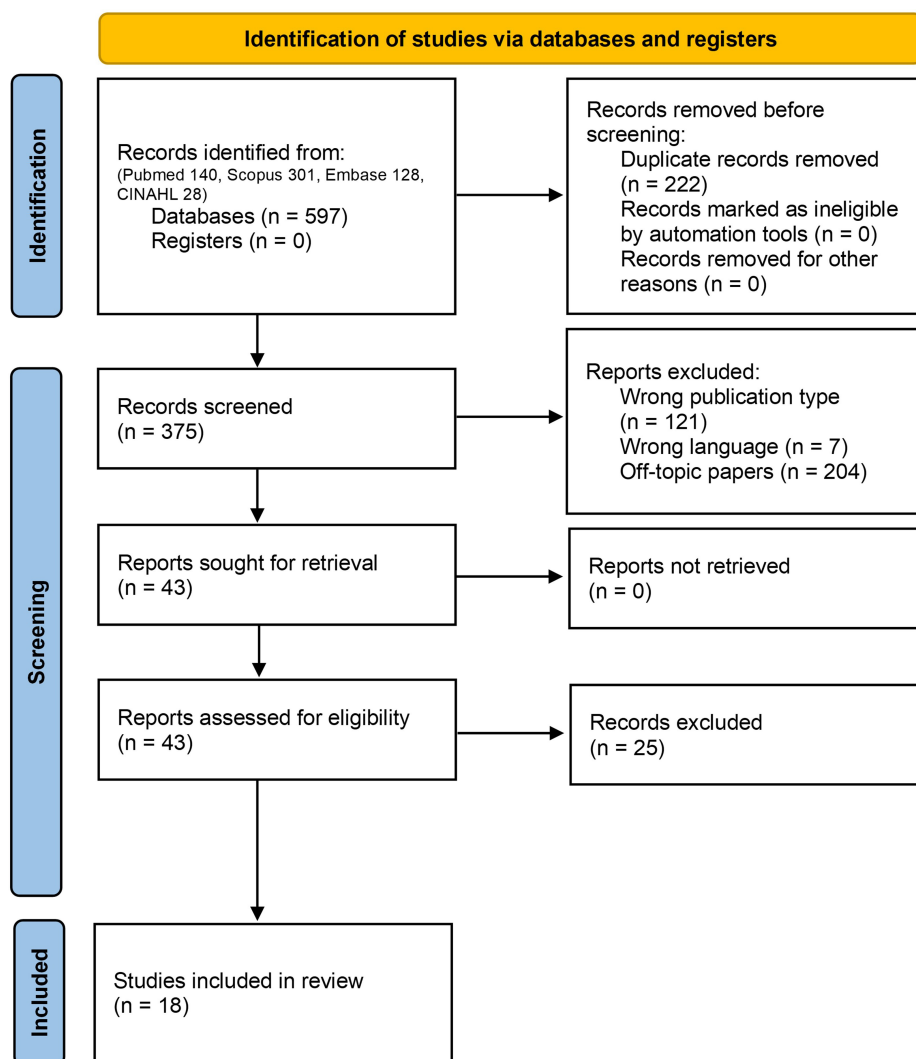 Identification of studies via databases and registers
Identification
Records identified from:
(Pubmed 140, Scopus 301, Embase 128,
CINAHL 28)
Databases (n = 597)
Registers (n = 0)
Records removed before
screening:
Duplicate records removed
(n = 222)
Records marked as ineligible
by automation tools (n = 0)
Records removed for other
reasons (n = 0)
Screening
Records screened
(n = 375)
Reports excluded:
Wrong publication type
(n = 121)
Wrong language (n = 7)
Off-topic papers (n = 204)
Reports sought for retrieval
(n = 43)
Reports not retrieved
(n = 0)
Reports assessed for eligibility
(n = 43)
Records excluded
(n = 25)
Included
Studies included in review
(n = 18)